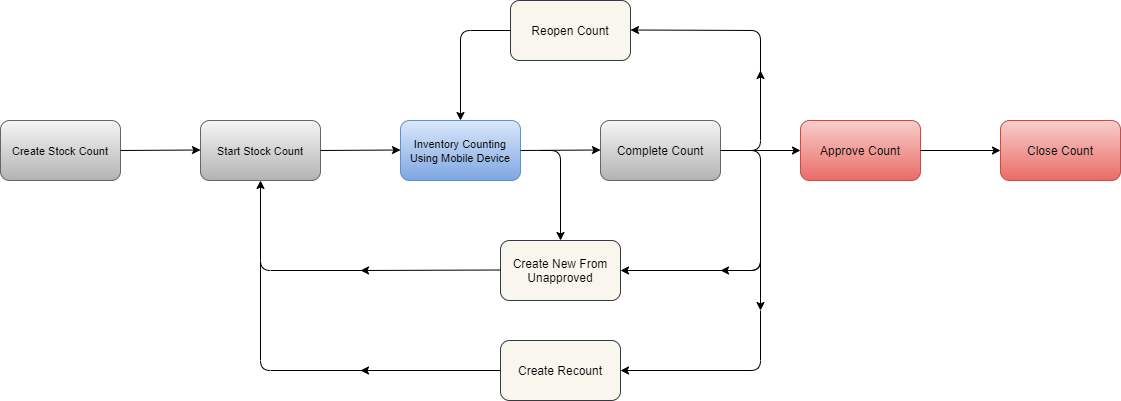 Reopen Count
Create Stock Count
Start Stock Count
Inventory Counting
Using Mobile Device
Complete Count
Approve Count
Close Count
Create New From
Unapproved
Create Recount